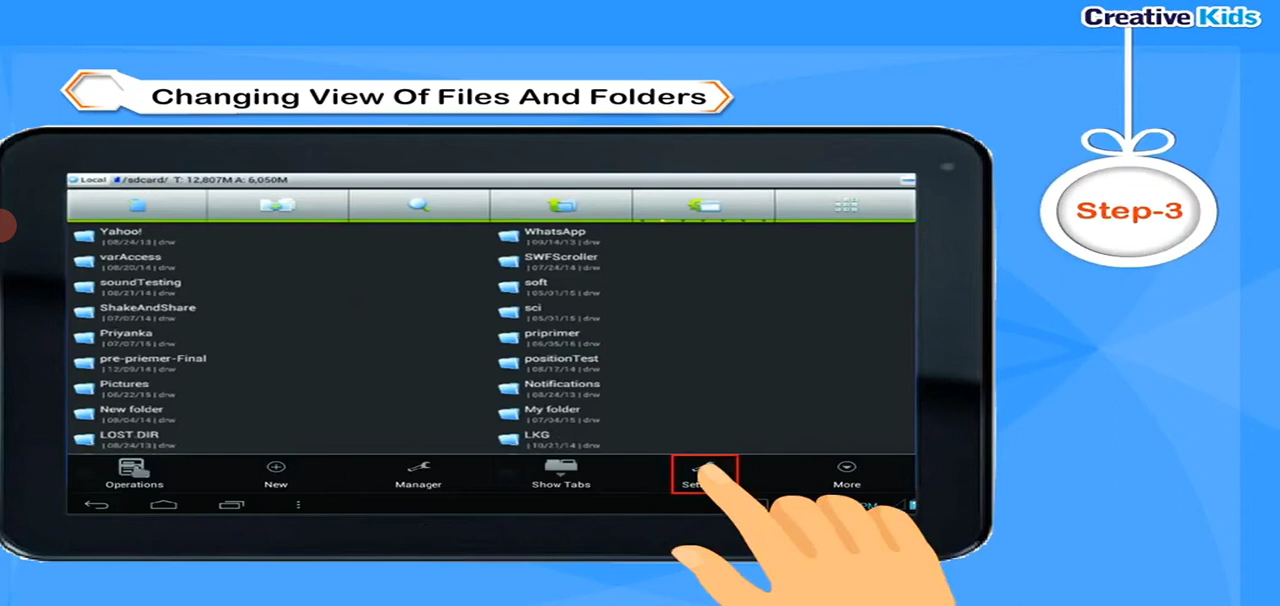 Creative Kids
Changing View Of Files And Folders
Step-3
Local /sdcard/ T: 12,807M A: 6,050M
Yahoo!
| 08/24/13 | drw
WhatsApp
| 09/14/13 | drw
varAccess
| 08/20/14 | drw
SWFScroller
| 07/24/14 | drw
soundTesting
| 08/21/14 | drw
soft
| 05/01/15 | drw
ShakeAndShare
| 07/07/14 | drw
sci
| 05/31/15 | drw
Priyanka
| 07/07/15 | drw
priprimer
| 06/35/15 | drw
pre-priemer-Final
| 12/09/14 | drw
positionTest
| 08/17/14 | drw
Pictures
| 06/22/15 | drw
Notifications
| 08/24/13 | drw
New folder
| 08/04/14 | drw
My folder
| 07/04/15 | drw
LOST.DIR
| 08/24/13 | drw
LKG
| 10/21/14 | drw
Operations New Manager Show Tabs More